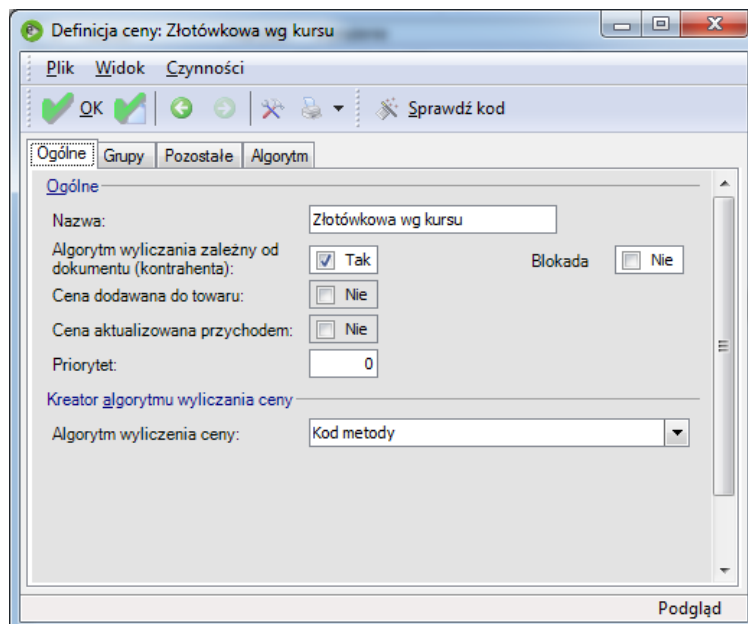 Definicja ceny: Złotówkowa wg kursu
Plik Widok Czynności
OK Sprawdź kod
Ogólne Grupy Pozostałe Algorytm
Ogólne
Nazwa: Złotówkowa wg kursu
Algorytm wyliczania zależny od
dokumentu (kontrahenta): Tak Blokada Nie
Cena dodawana do towaru: Nie
Cena aktualizowana przychodem: Nie
Priorytet: 0
Kreator algorytmu wyliczania ceny
Algorytm wyliczenia ceny: Kod metody
Podgląd